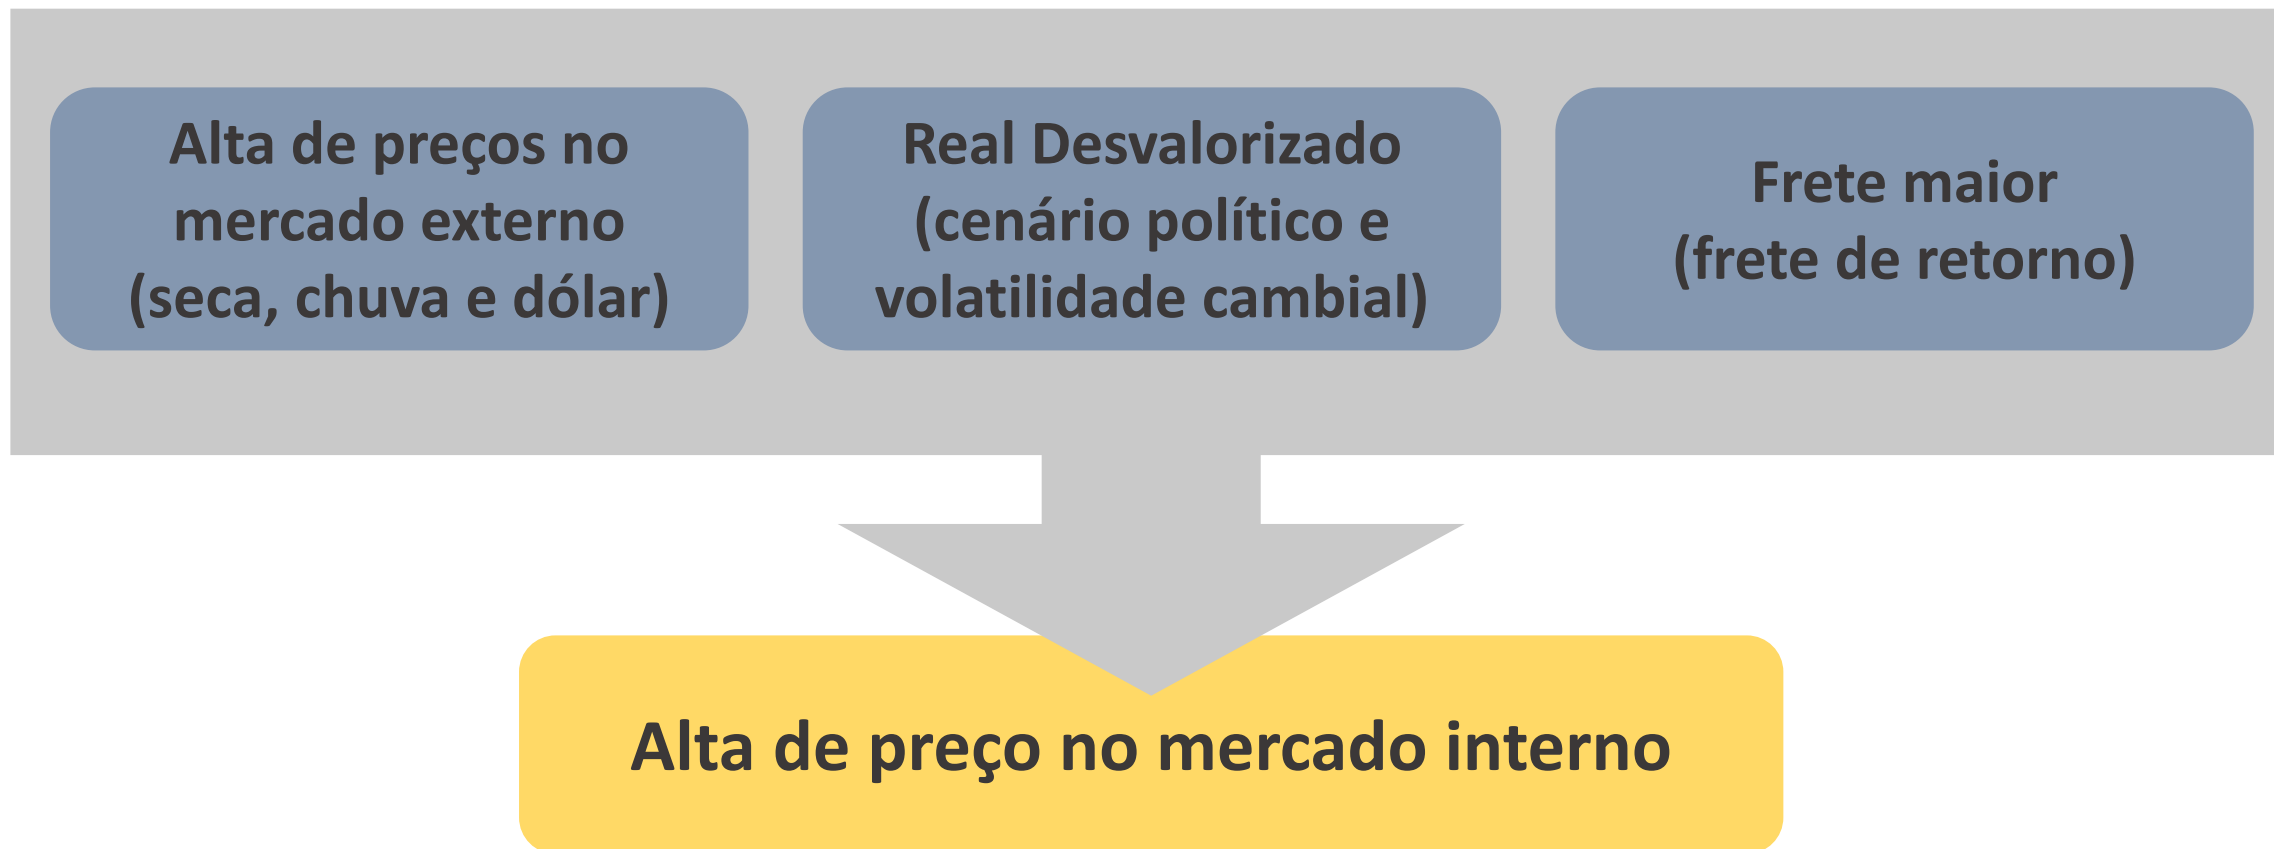 Alta de preços no
mercado externo
(seca, chuva e dólar)
Real Desvalorizado
(cenário político e
volatilidade cambial)
Frete maior
(frete de retorno)
Alta de preço no mercado interno